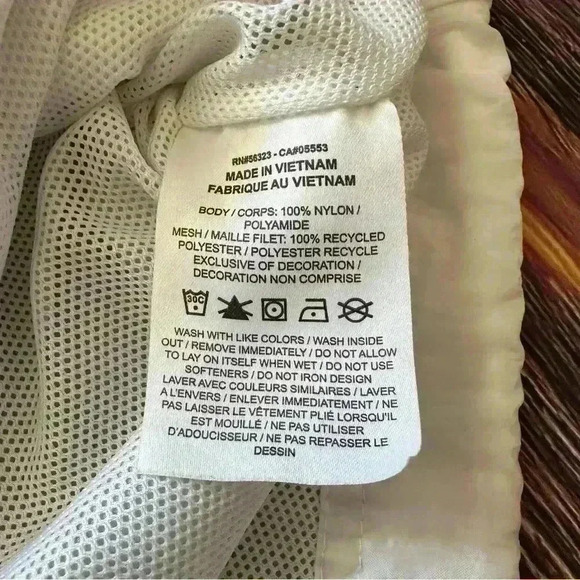 RN#56323 - CA#05553
MADE IN VIETNAM
FABRIQUE AU VIETNAM
BODY / CORPS: 100% NYLON /
POLYAMIDE
MESH / MAILLE FILET: 100% RECYCLED
POLYESTER / POLYESTER RECYCLE
EXCLUSIVE OF DECORATION /
DECORATION NON COMPRISE
30C
WASH WITH LIKE COLORS / WASH INSIDE
OUT / REMOVE IMMEDIATELY / DO NOT ALLOW
TO LAY ON ITSELF WHEN WET / DO NOT USE
SOFTENERS / DO NOT IRON DESIGN
LAVER AVEC COULEURS SIMILAIRES / LAVER
A L'ENVERS / ENLEVER IMMEDIATEMENT / NE
PAS LAISSER LE VÊTEMENT PLIÉ LORSQU'IL
EST MOUILLÉ / NE PAS UTILISER
D'ADOUCISSEUR / NE PAS REPASSER LE
DESSIN